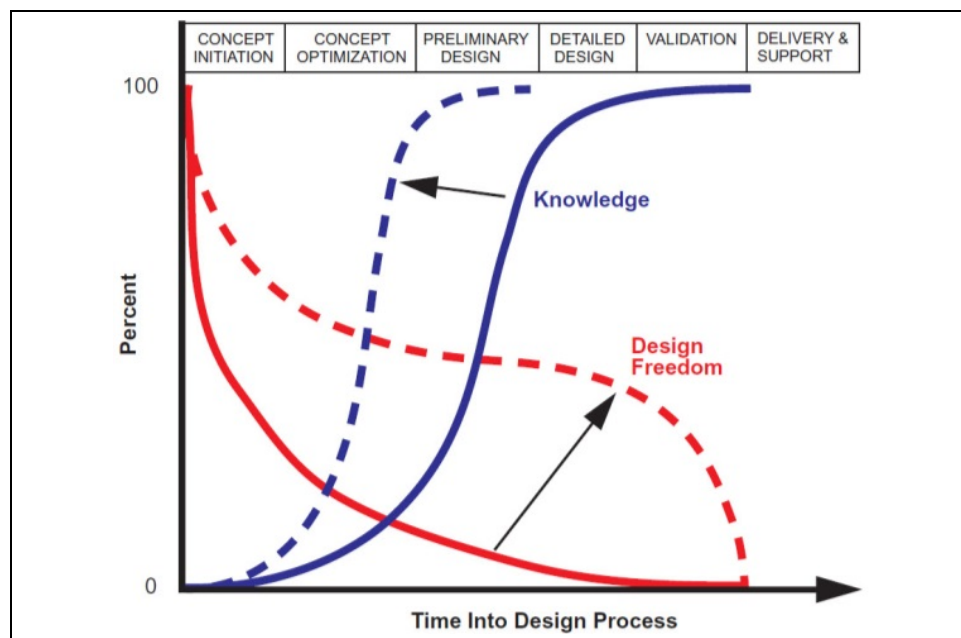 CONCEPT
INITIATION
CONCEPT
OPTIMIZATION
PRELIMINARY
DESIGN
DETAILED
DESIGN
VALIDATION
DELIVERY &
SUPPORT
100
Knowledge
Percent
Design
Freedom
0
Time Into Design Process